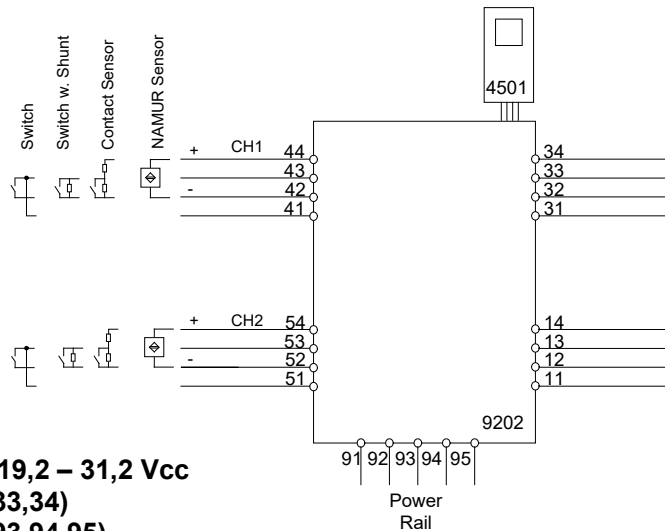 Switch
Switch w. Shunt
Contact Sensor
NAMUR Sensor
4501
+ CH1 44
43
- 42
41
34
33
32
31
+ CH2 54
53
- 52
51
14
13
12
11
9202
91 92 93 94 95
Power
Rail
19,2 – 31,2 Vcc
33,34)